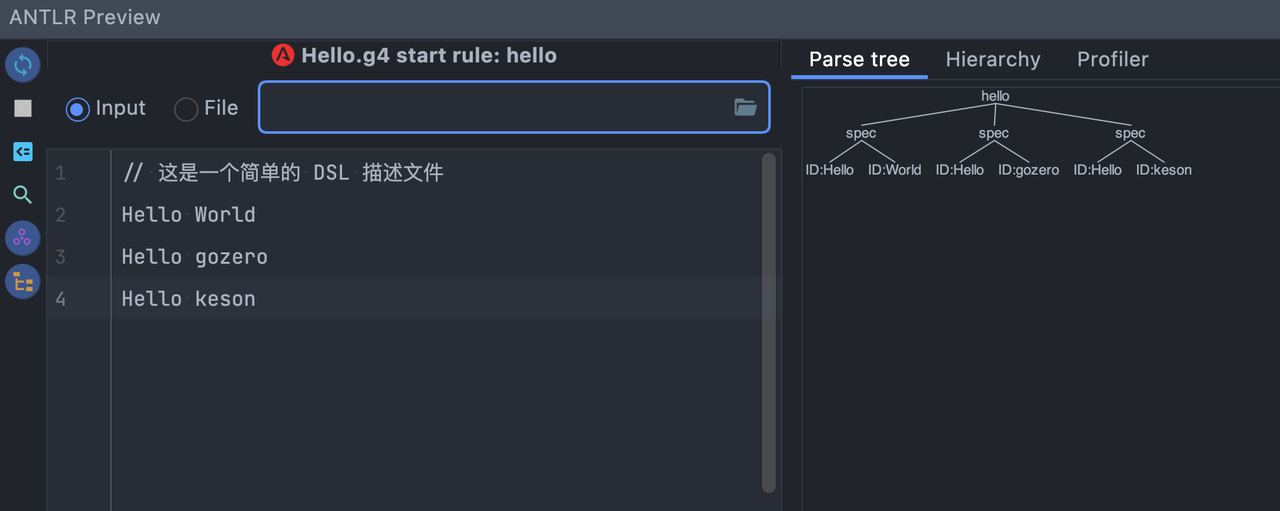 ANTLR Preview
Hello.g4 start rule: hello
Input File
1 // 这是一个简单的 DSL 描述文件
2 Hello World
3 Hello gozero
4 Hello keson
Parse tree Hierarchy Profiler
hello
spec spec spec
ID:Hello ID:World ID:Hello ID:gozero ID:Hello ID:keson